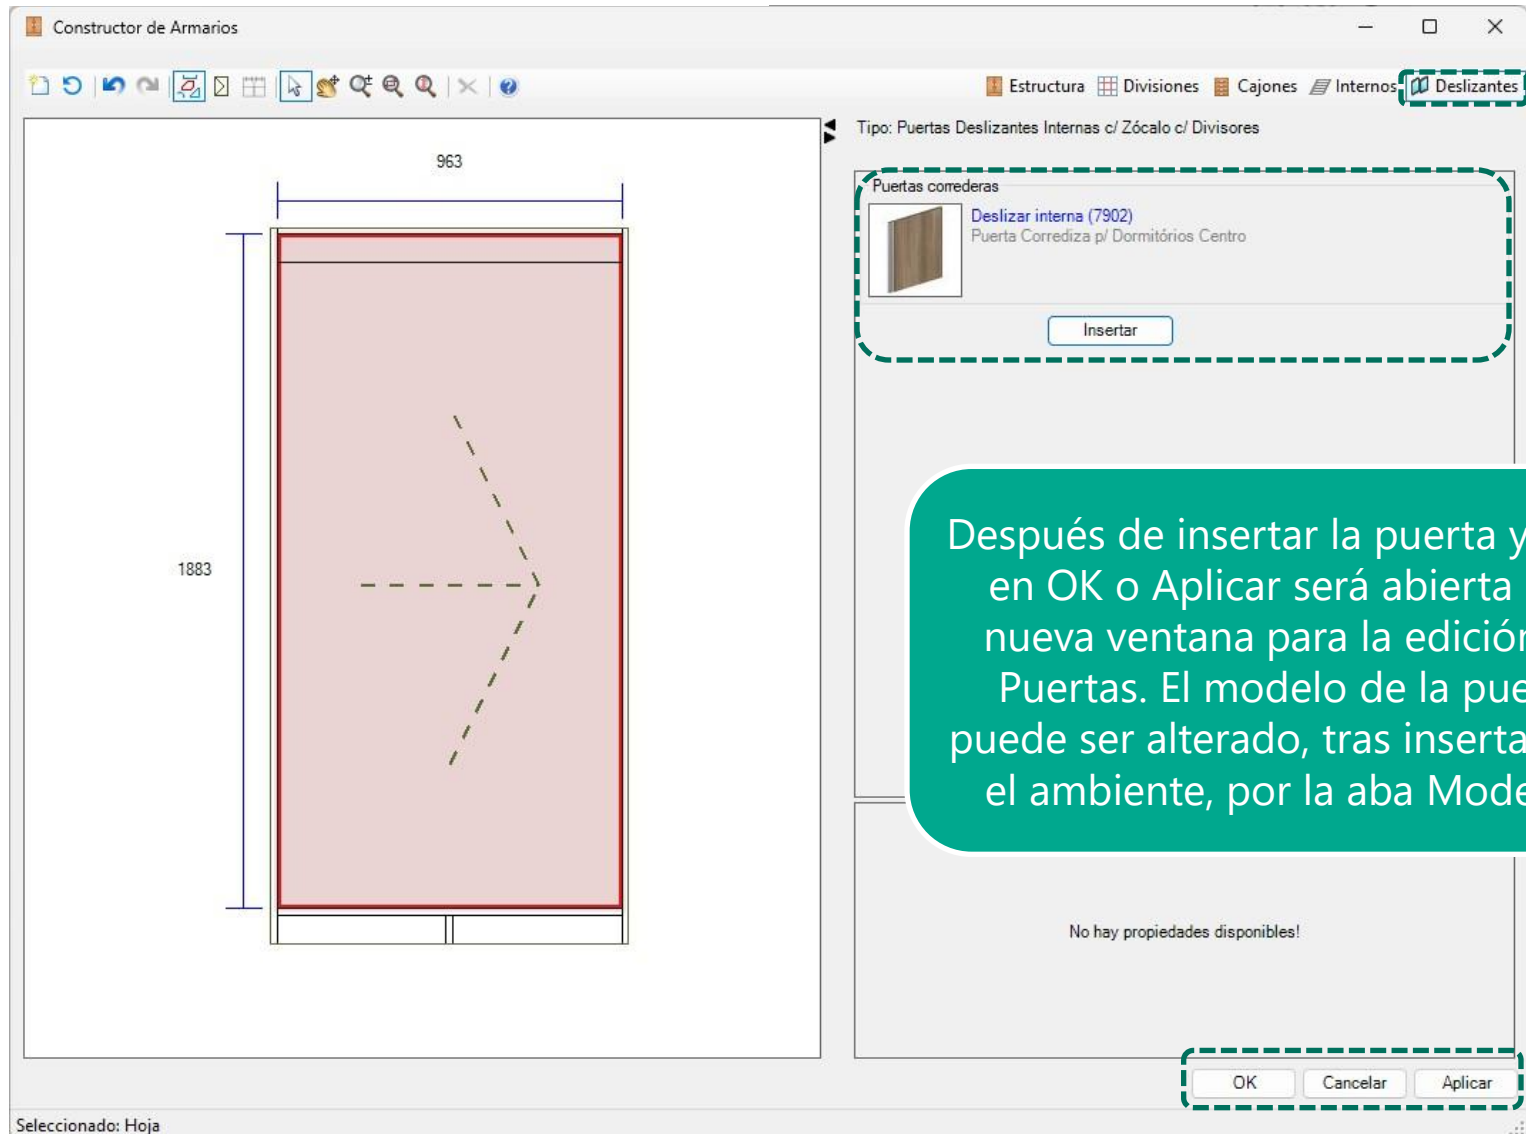 Constructor de Armarios
Estructura Divisiones Cajones Internos Deslizantes
Tipo: Puertas Deslizantes Internas c/ Zócalo c/ Divisores
963
Puertas correderas
Deslizar interna (7902)
Puerta Corrediza p/ Dormitórios Centro
Insertar
1883
Después de insertar la puerta y
en OK o Aplicar será abierta
nueva ventana para la edición
Puertas. El modelo de la
puede ser alterado, tras
el ambiente, por la aba
No hay propiedades disponibles!
OK Cancelar Aplicar
Seleccionado: Hoja